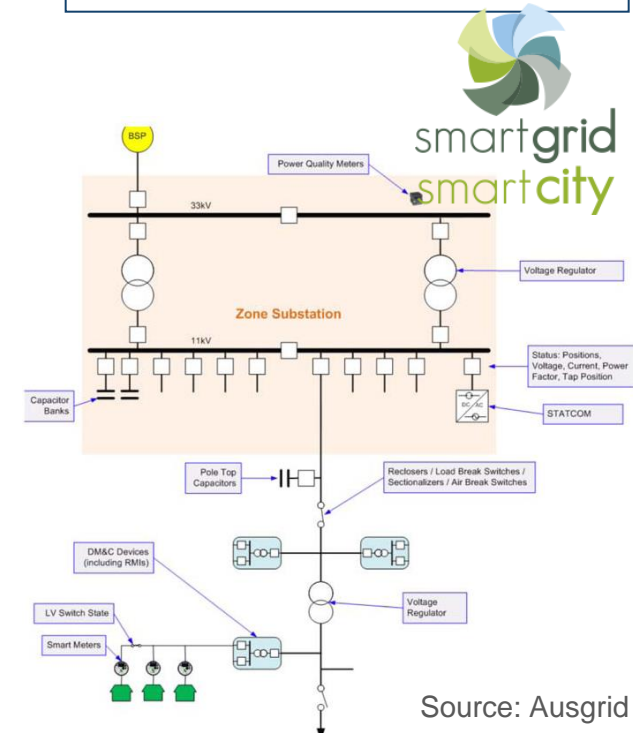 smartgrid
smartcity
BSP
Power Quality Meters
33kV
Voltage Regulator
Zone Substation
11kV
Status: Positions,
Voltage, Current, Power
Factor, Tap Position
Capacitor
Banks
DC
AC
STATCOM
Pole Top
Capacitors
Reclosers / Load Break Switches /
Sectionalizers / Air Break Switches
DM&C Devices
(including RMIs)
Voltage
Regulator
LV Switch State
Smart Meters
Source: Ausgrid